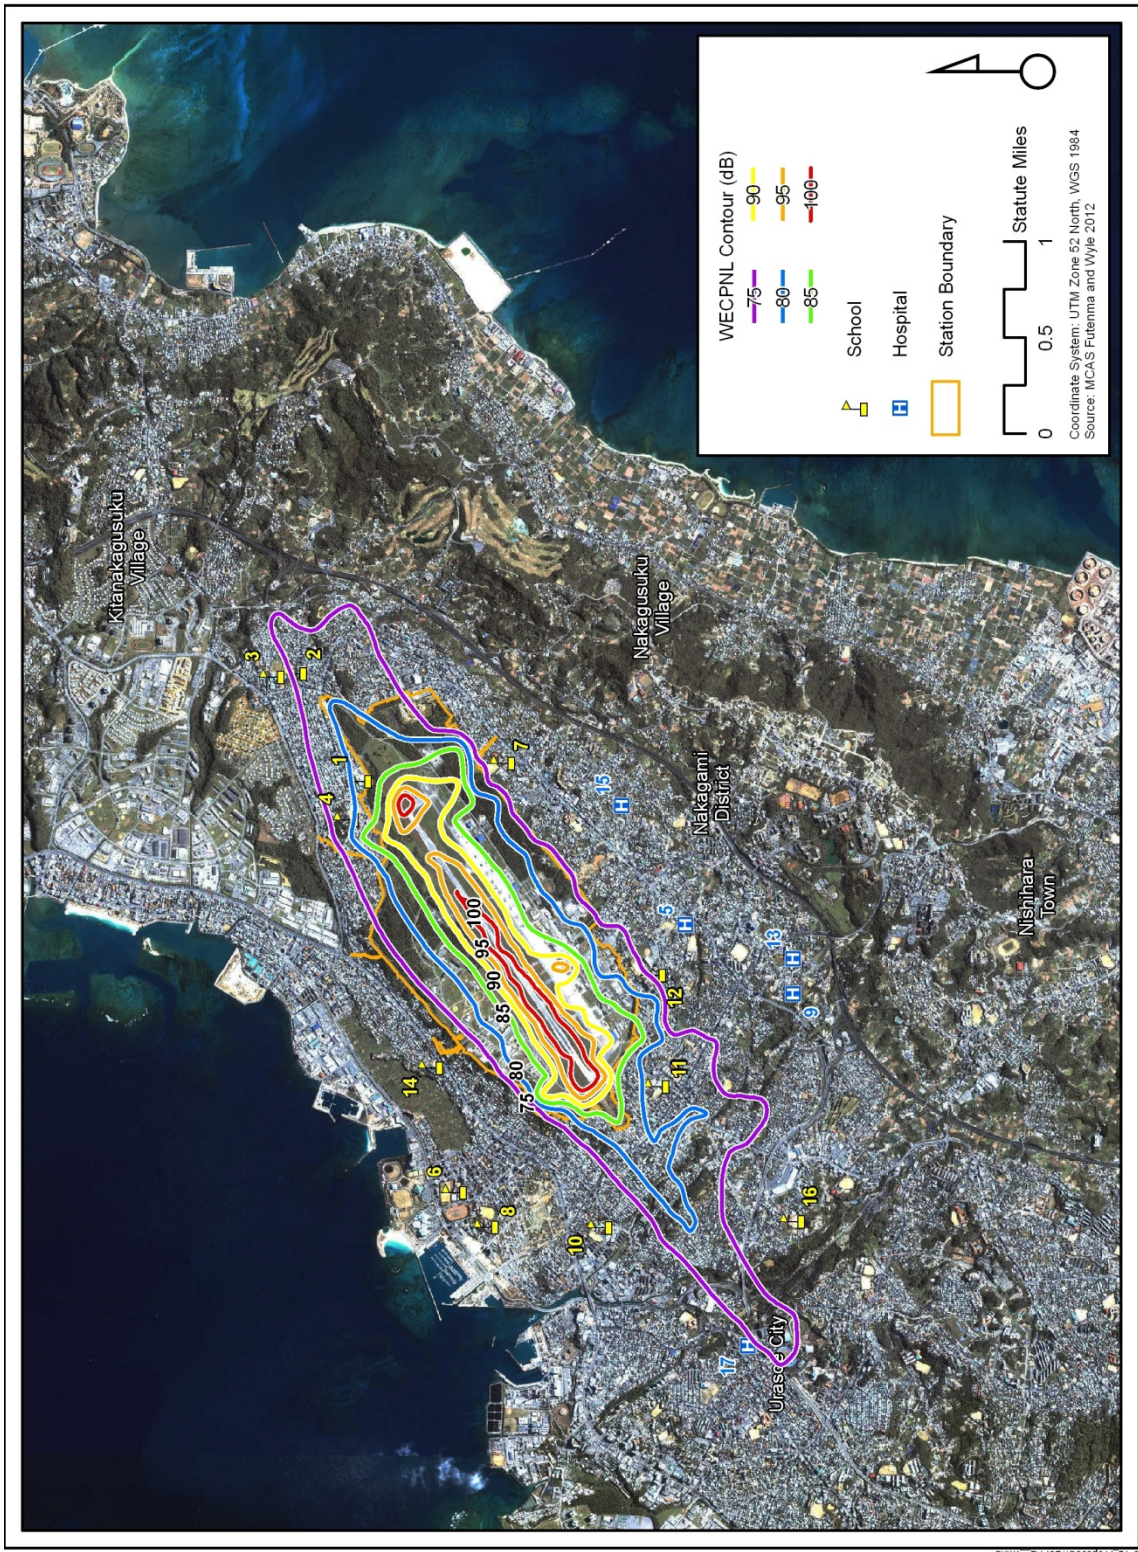 Kitanakagusuku
Village
3
2
1
4
7
15
Nakagusuku
Village
Nakagami
District
5
13
9
12
11
14
6
8
10
16
17
Urasoe City
Nishihara
Town
100
95
90
85
80
75
WECPNL Contour (dB)
75
90
80
95
85
100
School
H
Hospital
Station Boundary
0
0.5
1
Statute Miles
Coordinate System: UTM Zone 52 North, WGS 1984
Source: MCAS Futenma and Wyle 2012